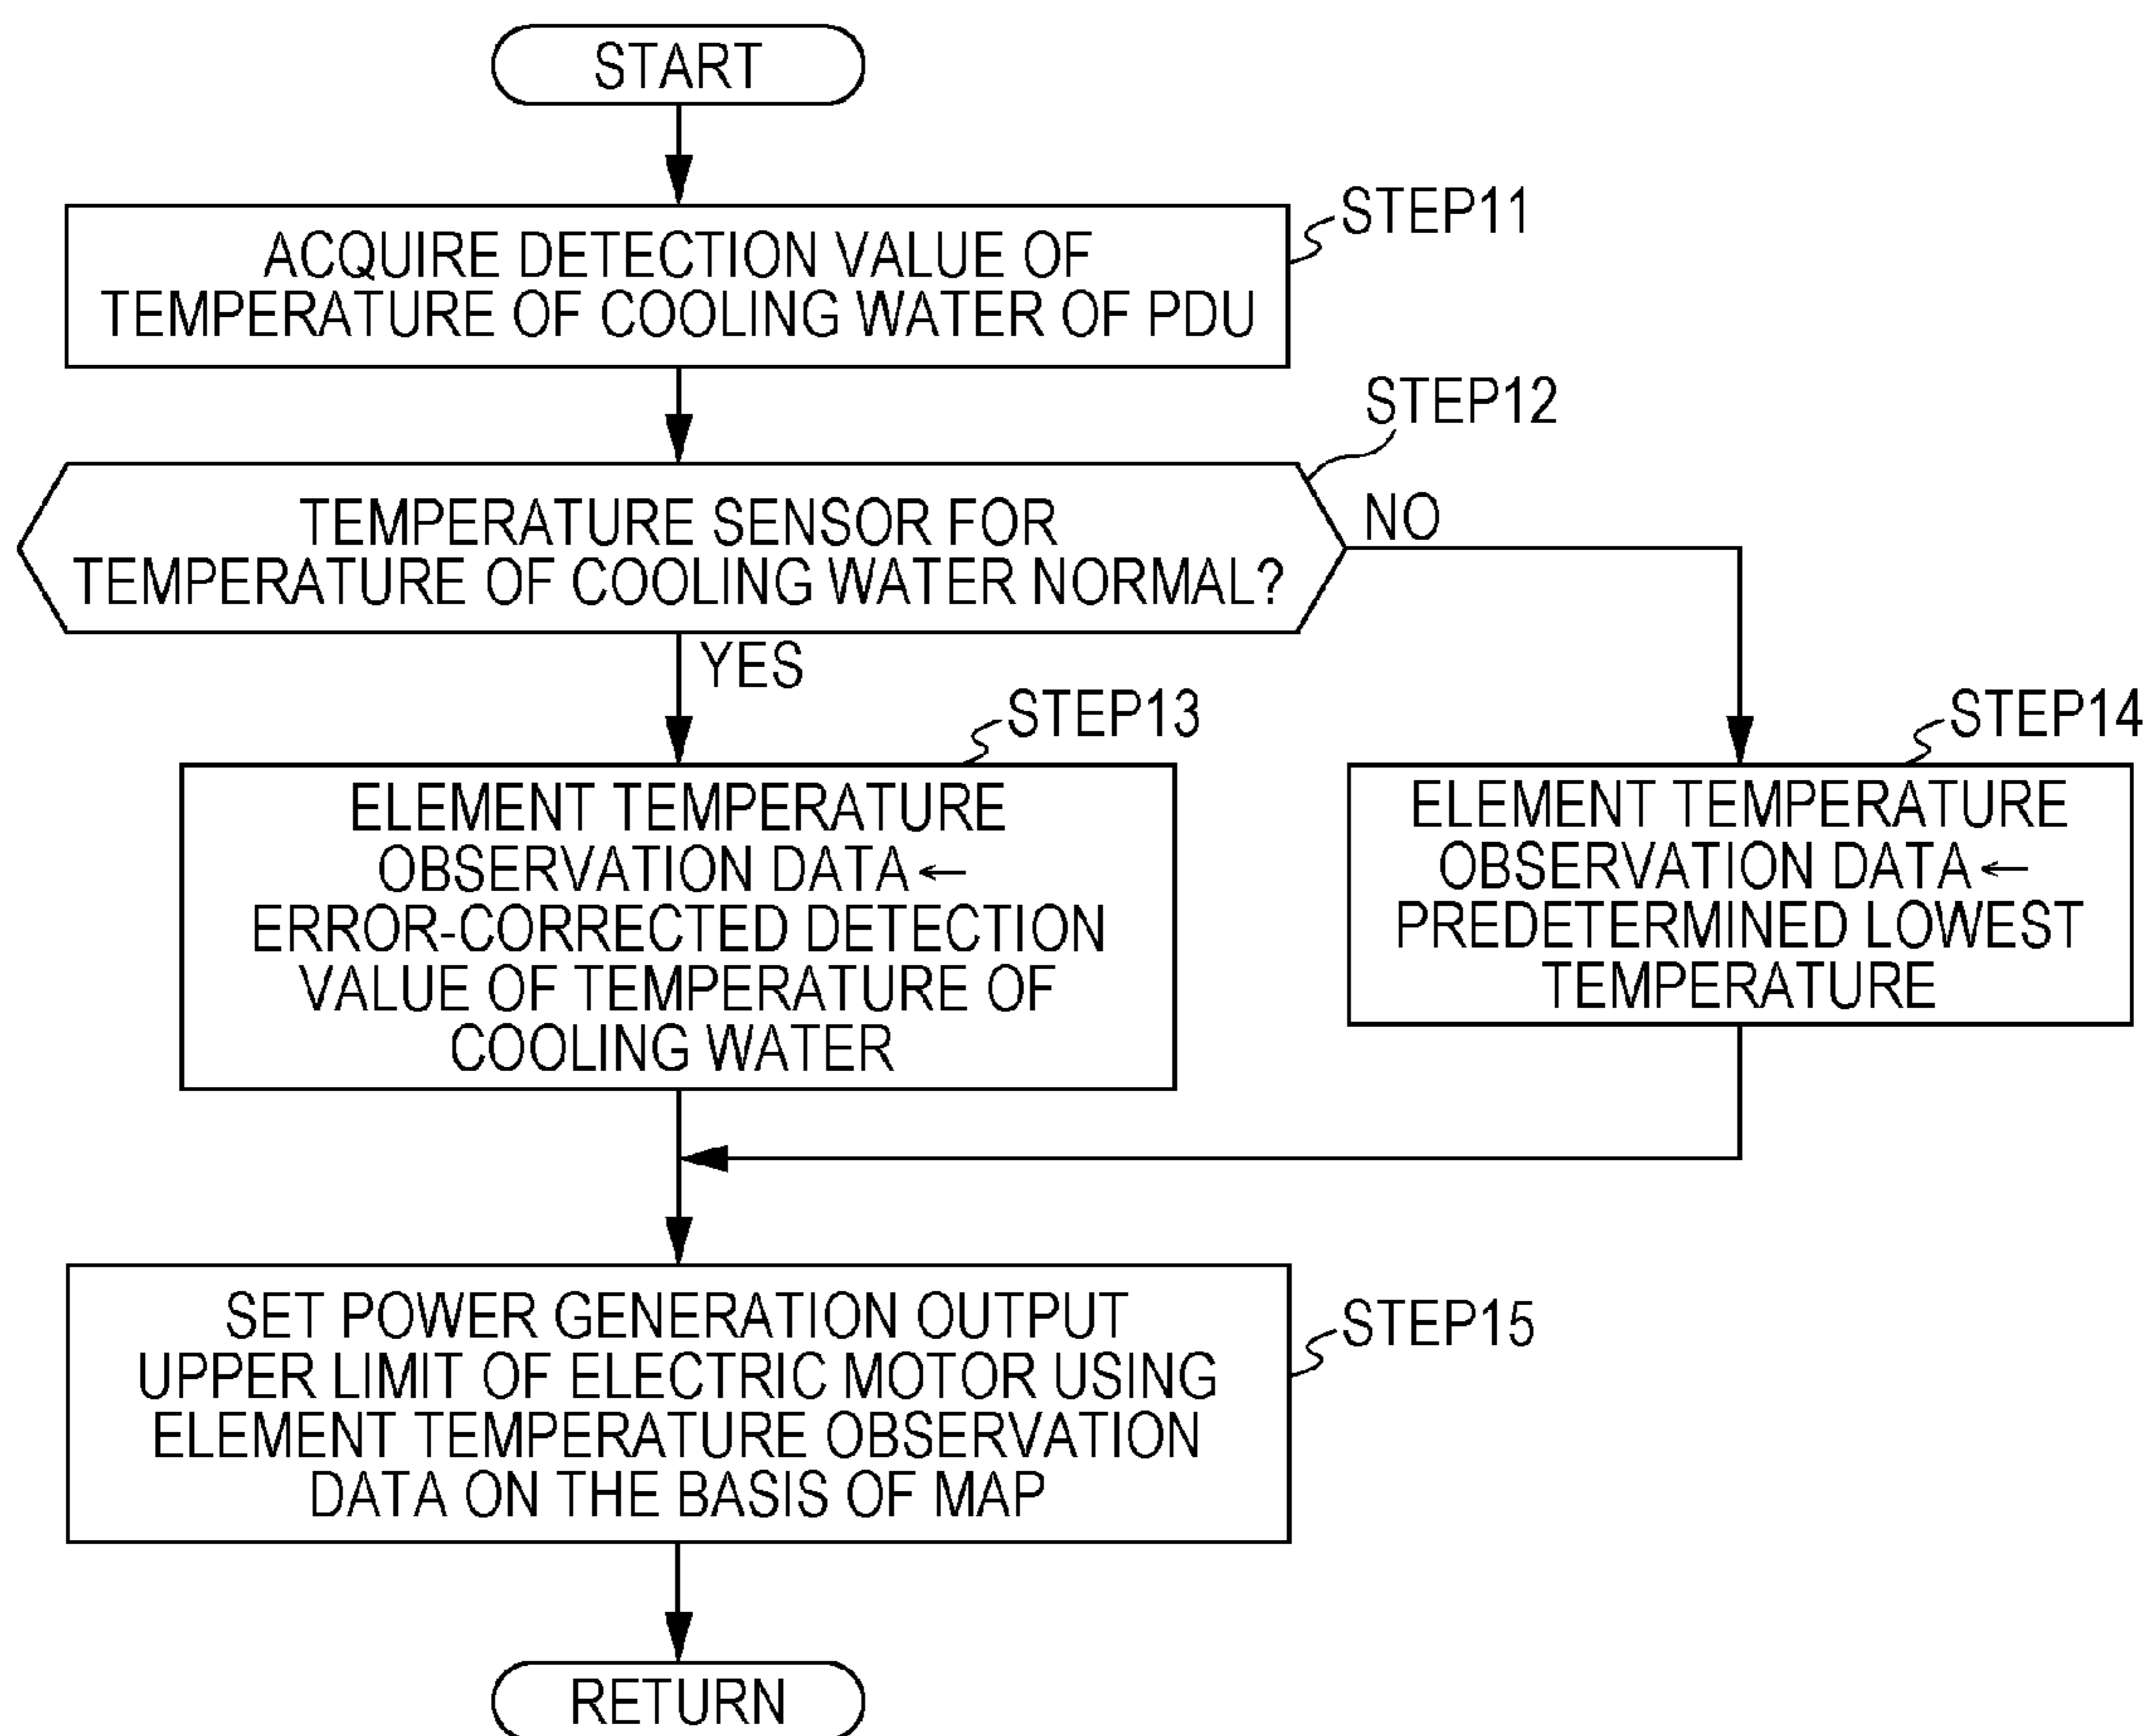 START
STEP11
ACQUIRE DETECTION VALUE OF
TEMPERATURE OF COOLING WATER OF PDU
STEP12
TEMPERATURE SENSOR FOR
TEMPERATURE OF COOLING WATER NORMAL?
NO
YES
STEP13
ELEMENT TEMPERATURE
OBSERVATION DATA←
ERROR-CORRECTED DETECTION
VALUE OF TEMPERATURE OF
COOLING WATER
STEP14
ELEMENT TEMPERATURE
OBSERVATION DATA←
PREDETERMINED LOWEST
TEMPERATURE
STEP15
SET POWER GENERATION OUTPUT
UPPER LIMIT OF ELECTRIC MOTOR USING
ELEMENT TEMPERATURE OBSERVATION
DATA ON THE BASIS OF MAP
RETURN